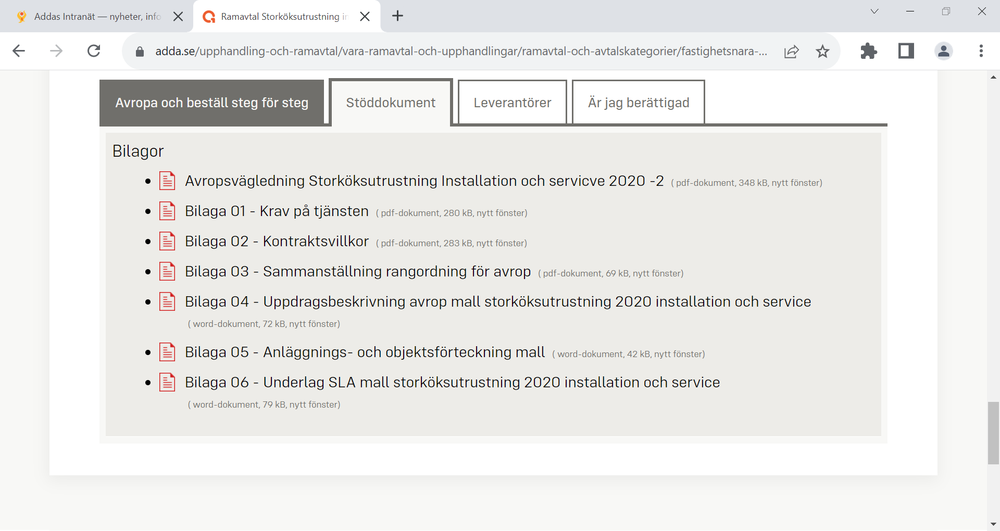 Addas Intranät — nyheter, info
Ramavtal Storköksutrustning in
adda.se/upphandling-och-ramavtal/vara-ramavtal-och-upphandlingar/ramavtal-och-avtalskategorier/fastighetsnara-...
Avropa och beställ steg för steg
Stöddokument
Leverantörer
Är jag berättigad
Bilagor
Avropsvägledning Storköksutrustning Installation och servicve 2020 -2 ( pdf-dokument, 348 kB, nytt fönster)
Bilaga 01 - Krav på tjänsten ( pdf-dokument, 280 kB, nytt fönster)
Bilaga 02 - Kontraktsvillkor ( pdf-dokument, 283 kB, nytt fönster)
Bilaga 03 - Sammanställning rangordning för avrop ( pdf-dokument, 69 kB, nytt fönster)
Bilaga 04 - Uppdragsbeskrivning avrop mall storköksutrustning 2020 installation och service
( word-dokument, 72 kB, nytt fönster)
Bilaga 05 - Anläggnings- och objektsförteckning mall ( word-dokument, 42 kB, nytt fönster)
Bilaga 06 - Underlag SLA mall storköksutrustning 2020 installation och service
( word-dokument, 79 kB, nytt fönster)